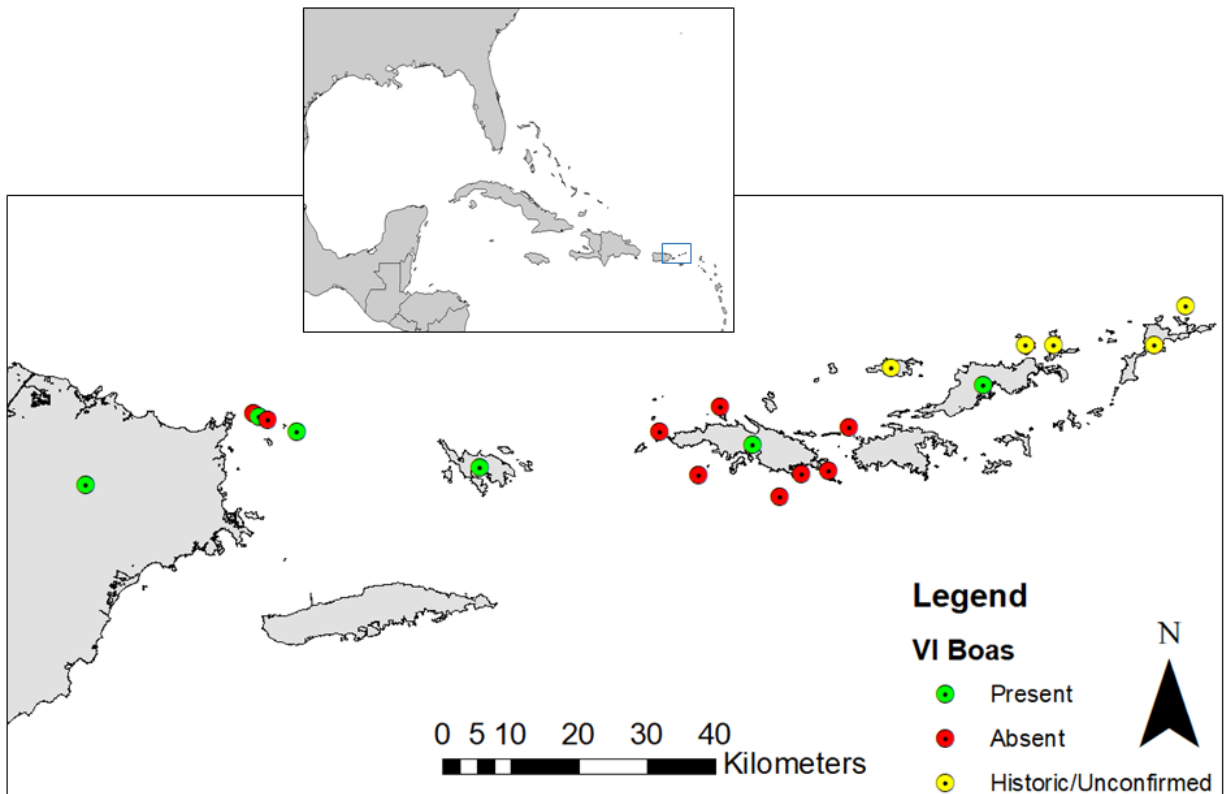 Legend
VI Boas
N
Present
Absent
Historic/Unconfirmed
0 5 10 20 30 40
Kilometers